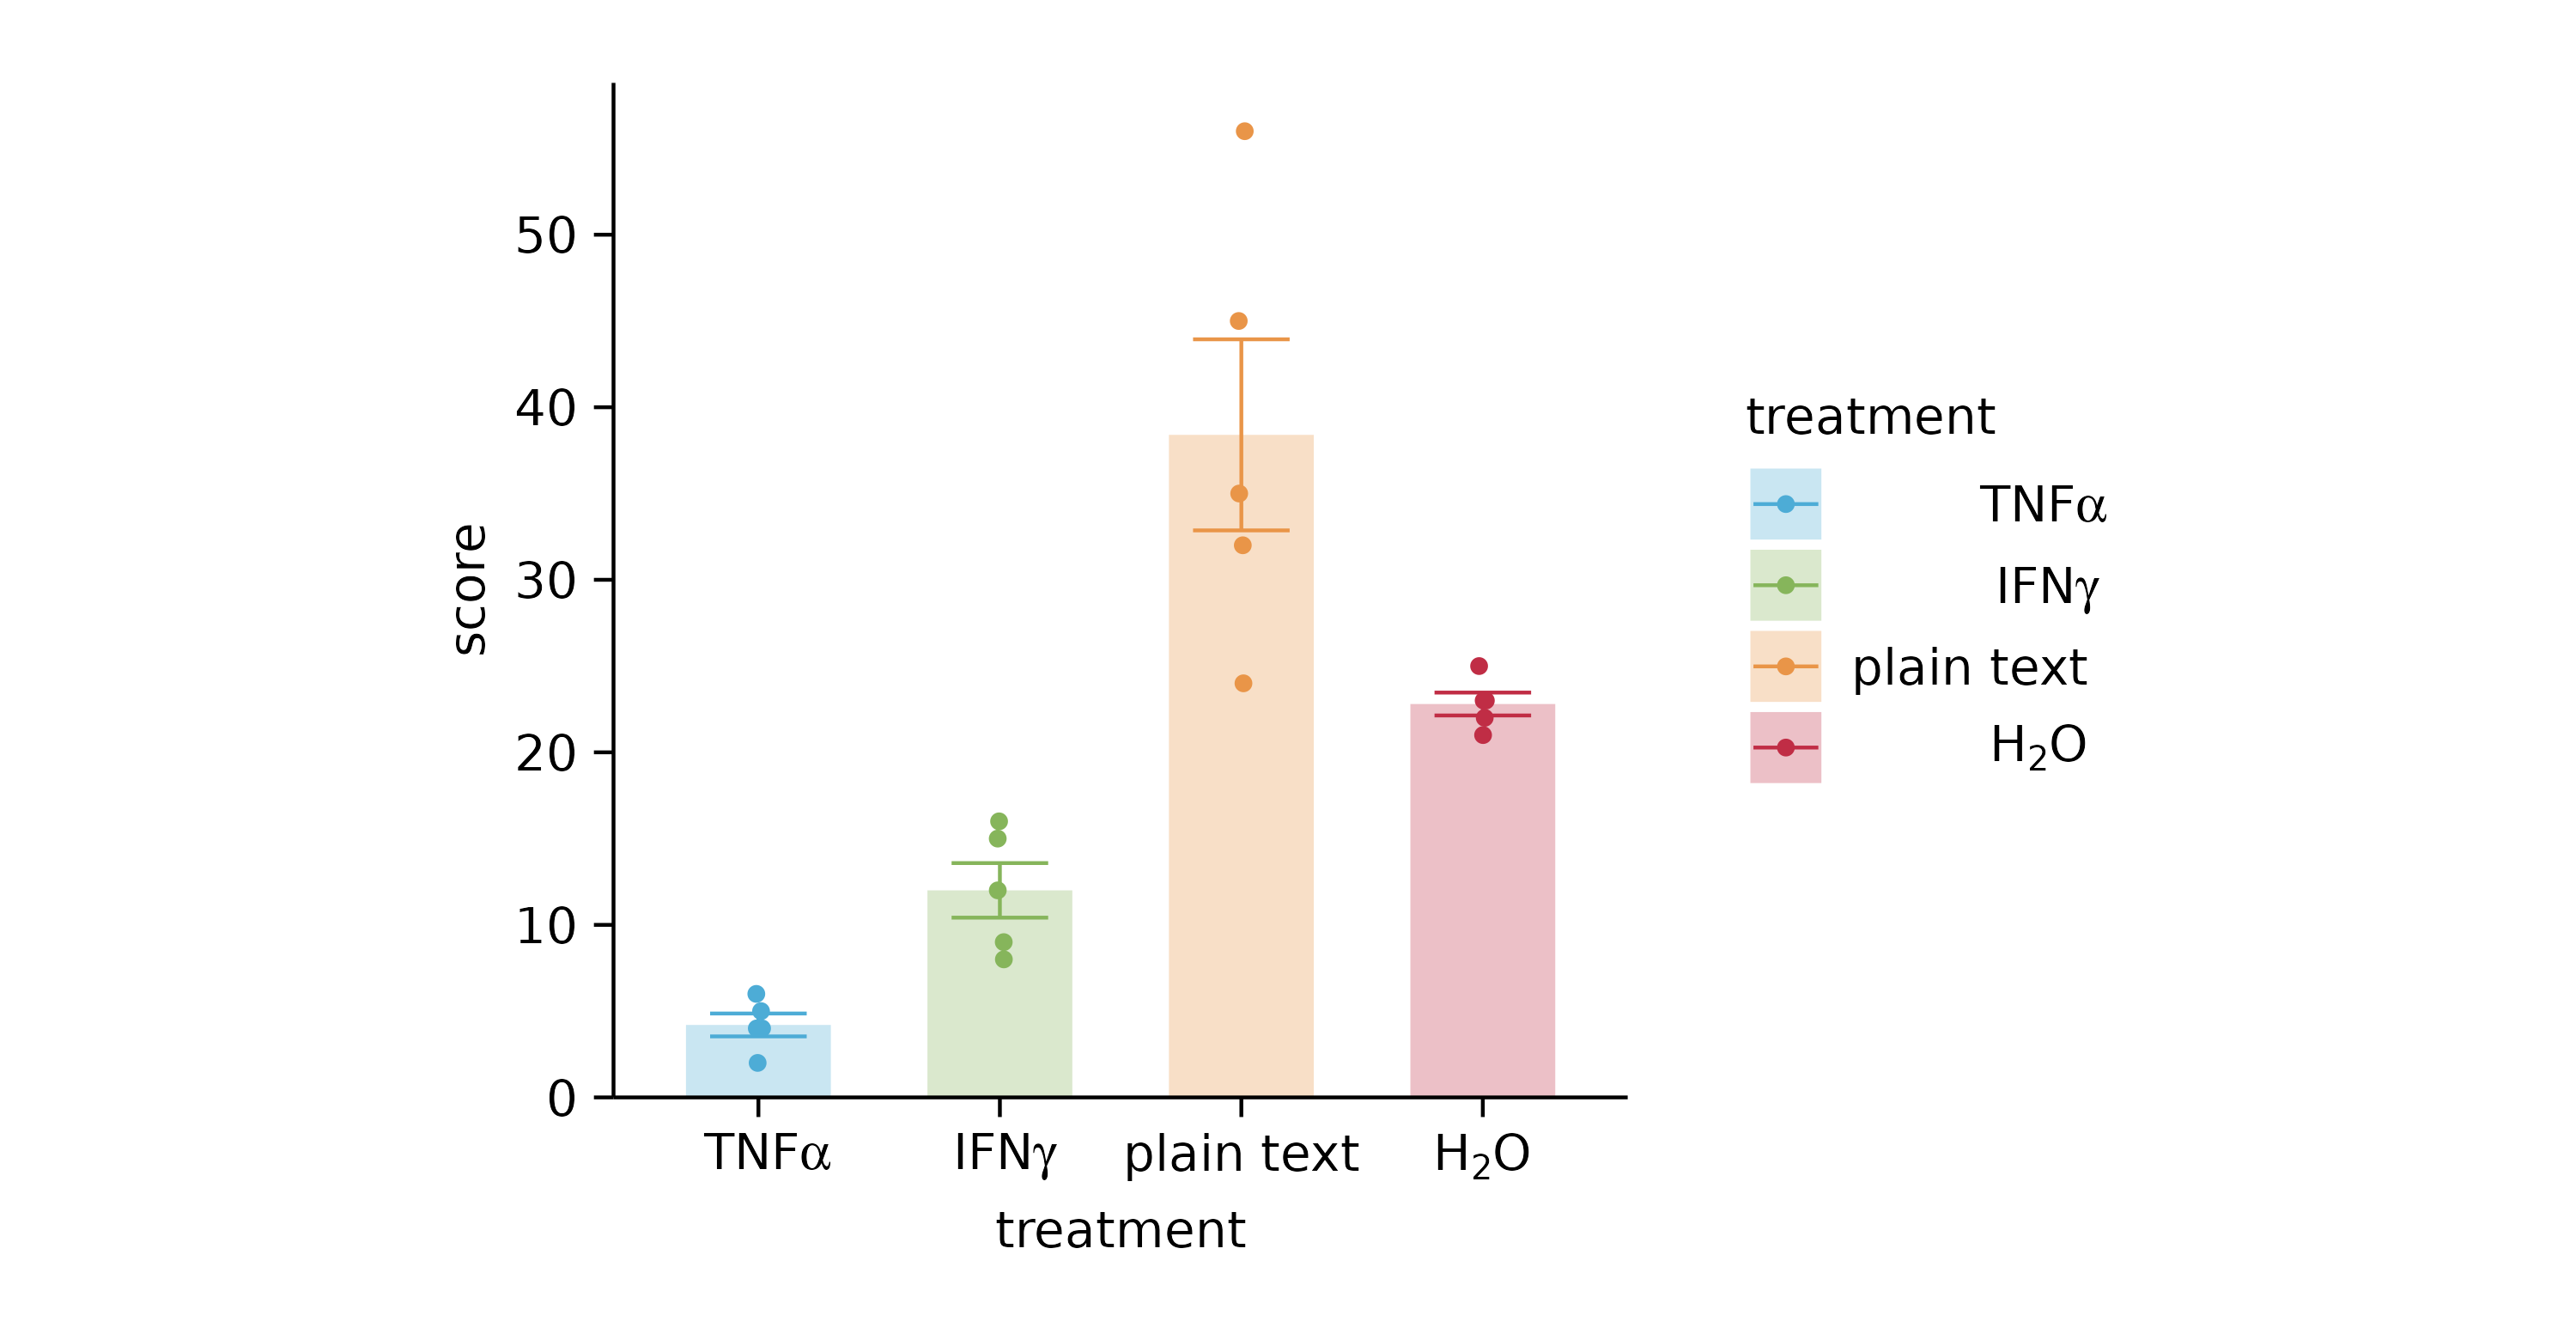 50
40
30
20
10
0
score
TNFα
IFNγ
plain text
H₂O
treatment
treatment
TNFα
IFNγ
plain text
H₂O